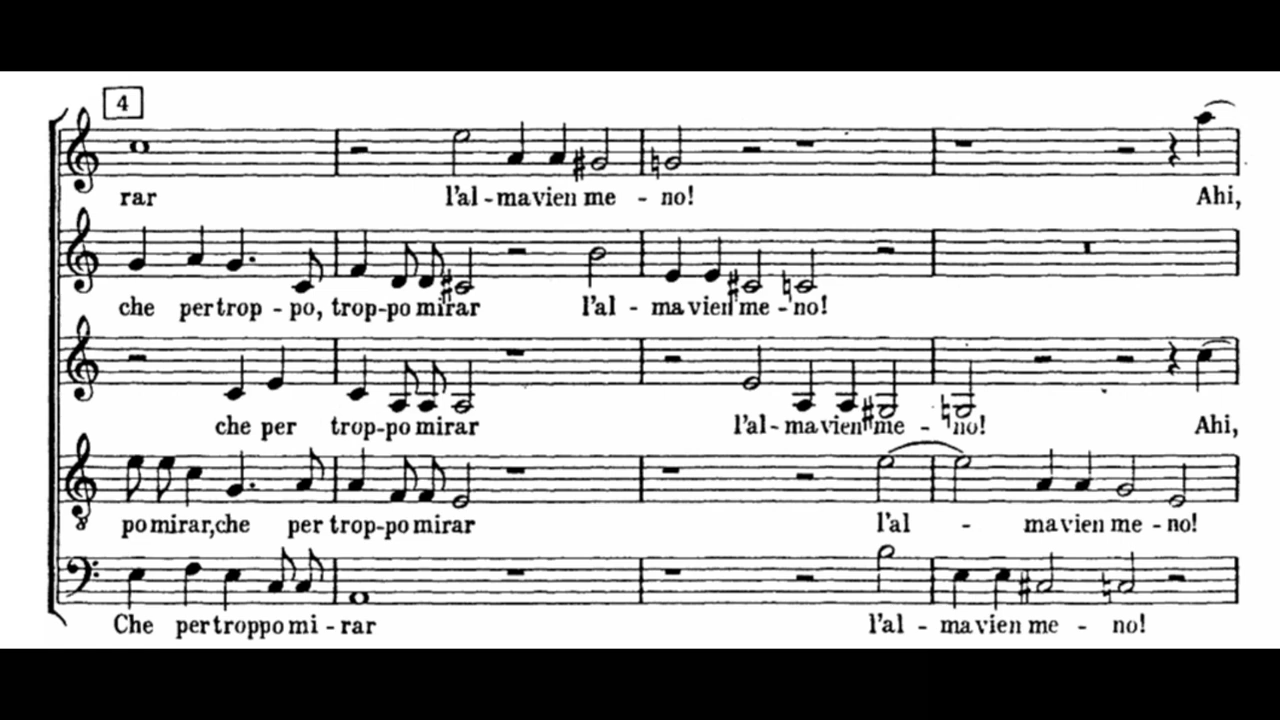 4
rar l'al - ma vien me - no! Ahi,
che per trop - po, trop-po mirar l'al - ma vien me - no!
che per trop-po mirar l'al - ma vien me - no! Ahi,
po mirar, che per trop-po mirar l'al - ma vien me - no!
8
Che per troppo mi - rar l'al - ma vien me - no!